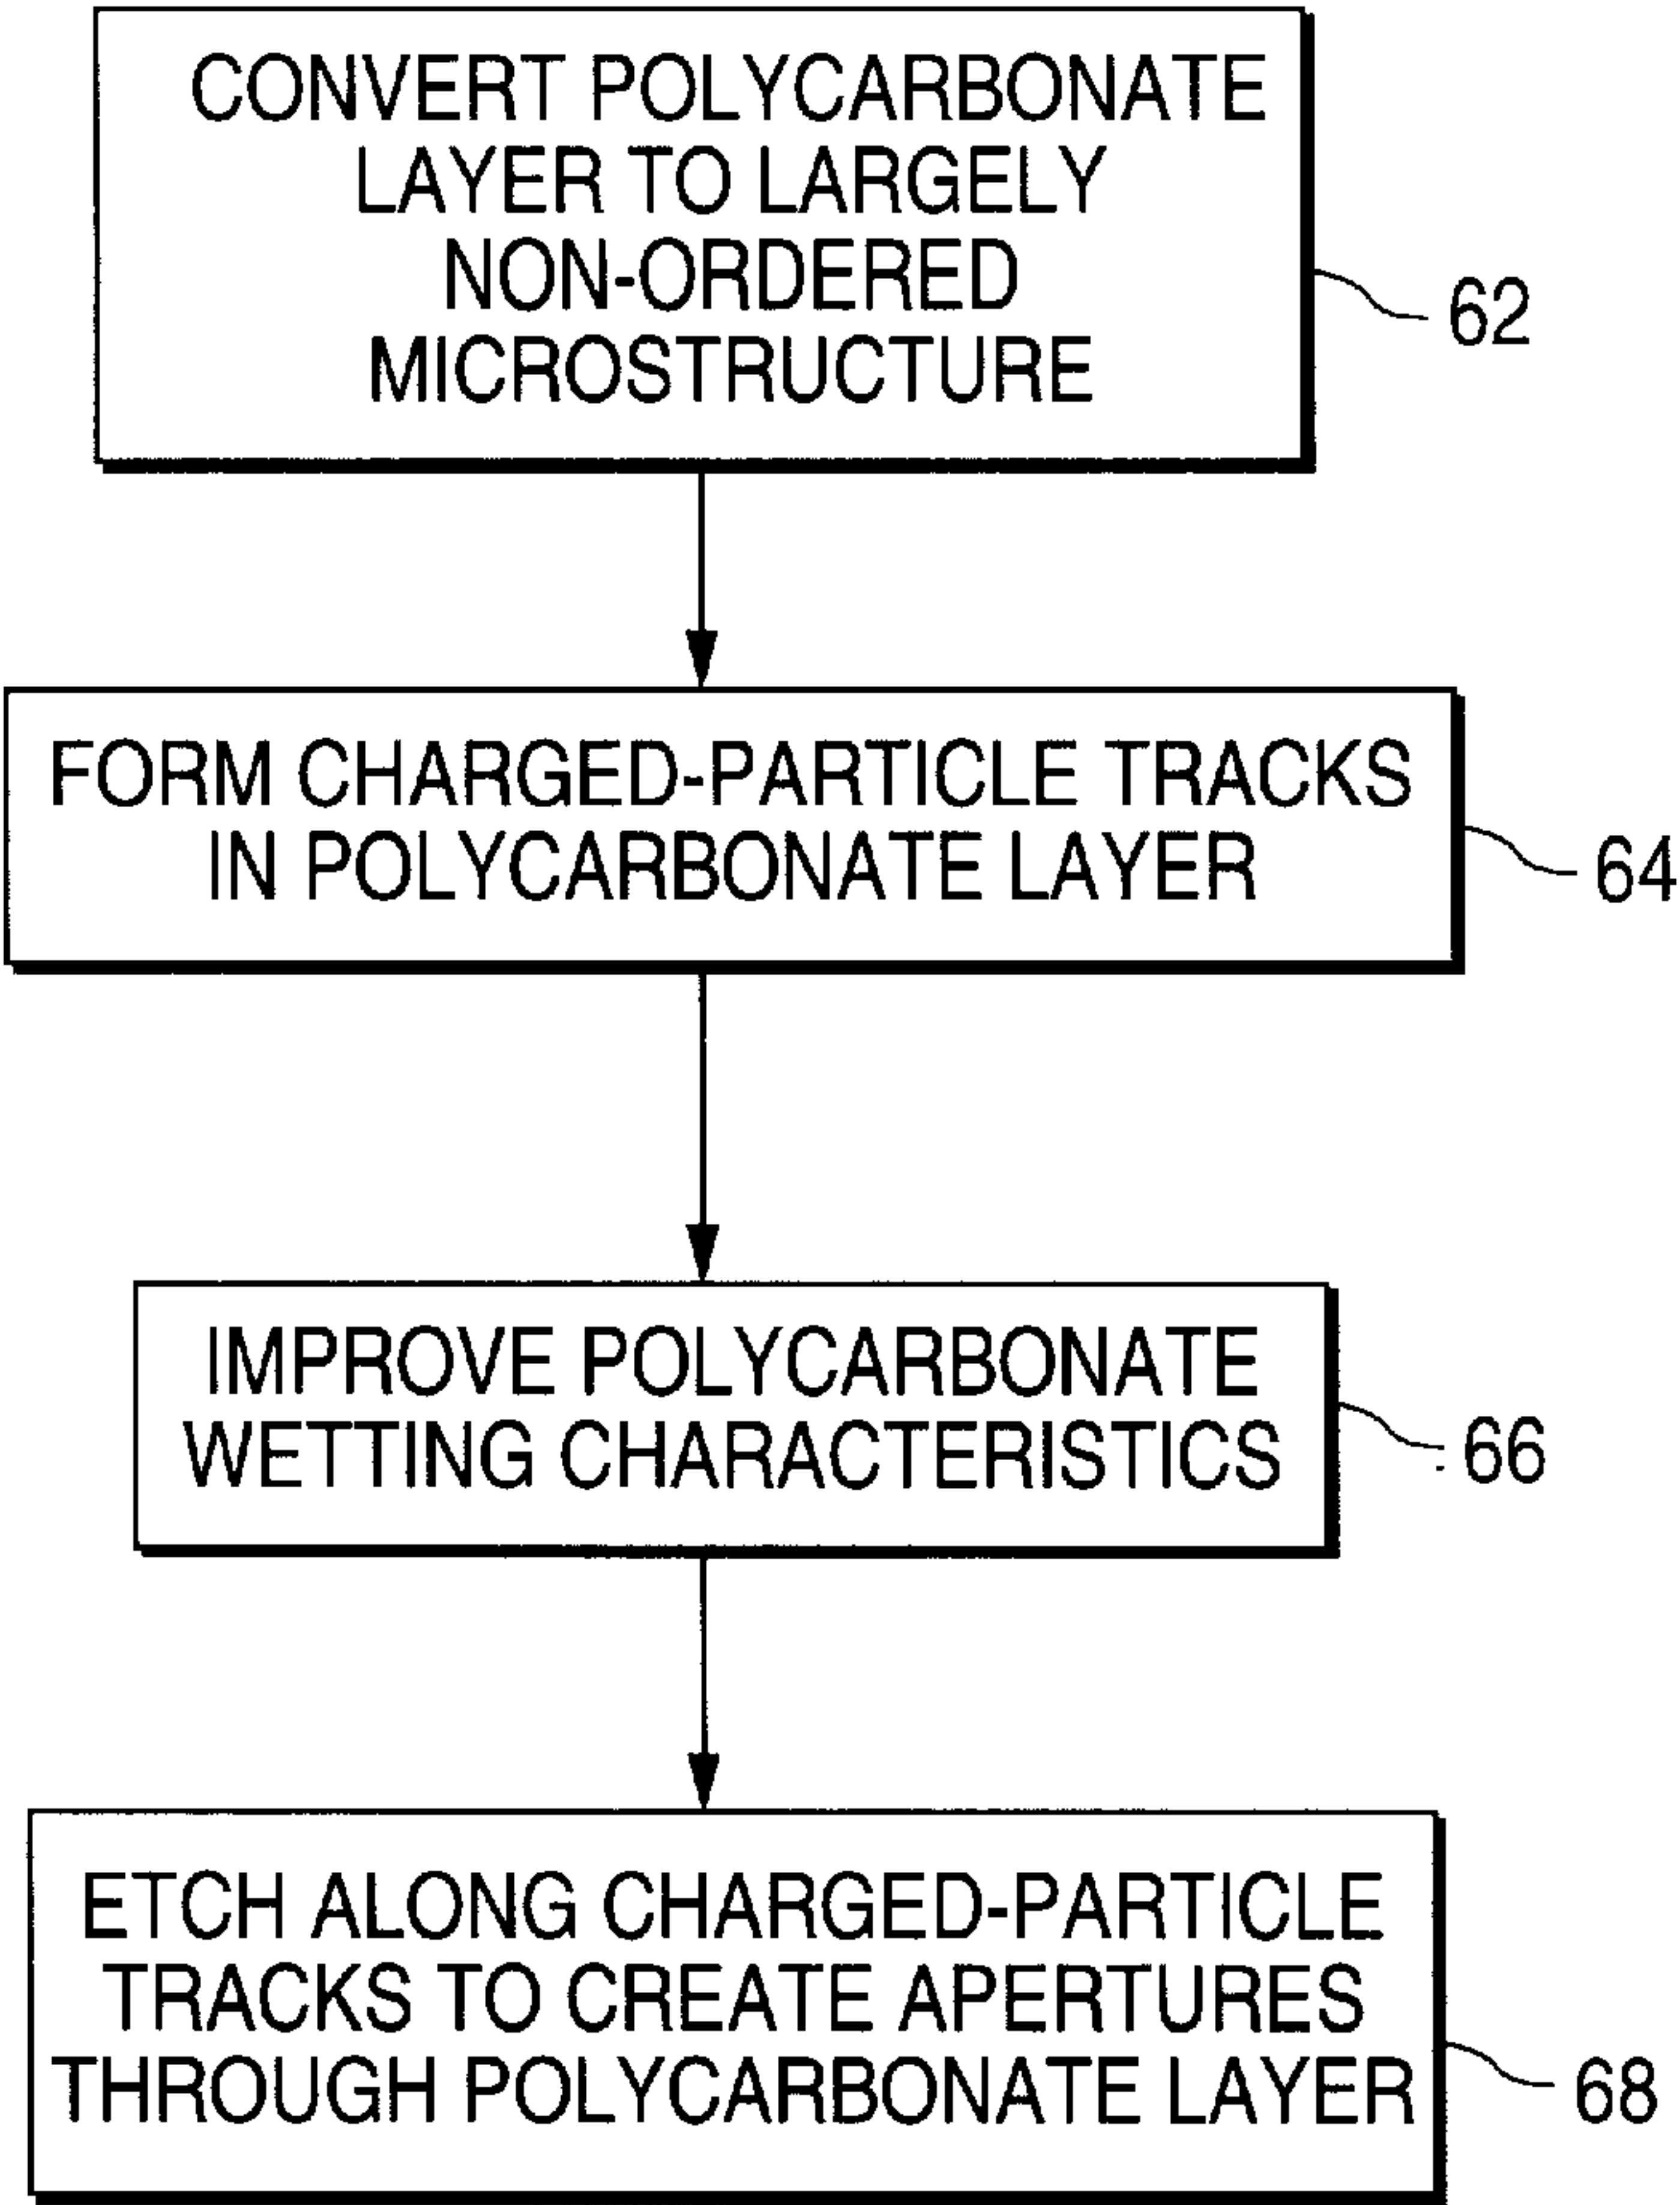 CONVERT POLYCARBONATE
LAYER TO LARGELY
NON-ORDERED
MICROSTRUCTURE
62
FORM CHARGED-PARTICLE TRACKS
IN POLYCARBONATE LAYER
64
IMPROVE POLYCARBONATE
WETTING CHARACTERISTICS
66
ETCH ALONG CHARGED-PARTICLE
TRACKS TO CREATE APERTURES
THROUGH POLYCARBONATE LAYER
68